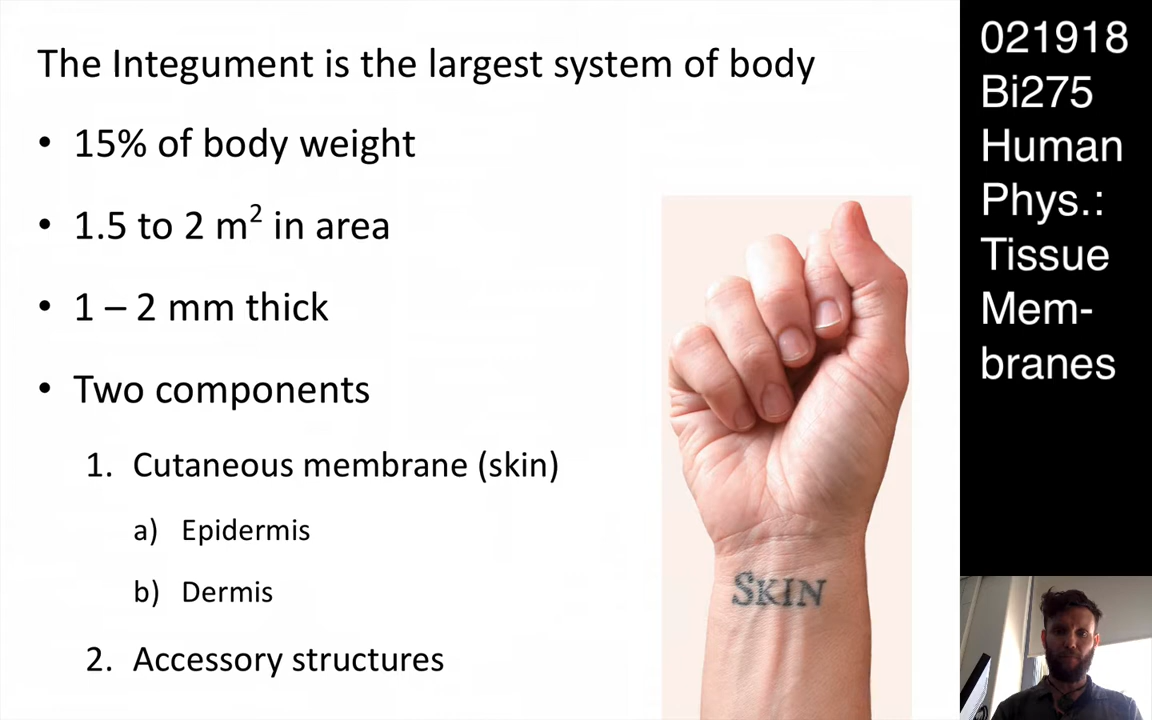 The Integument is the largest system of body
• 15% of body weight
• 1.5 to 2 m² in area
• 1 – 2 mm thick
• Two components
1. Cutaneous membrane (skin)
a) Epidermis
b) Dermis
2. Accessory structures
SKIN
021918
Bi275
Human
Phys.:
Tissue
Mem-
branes